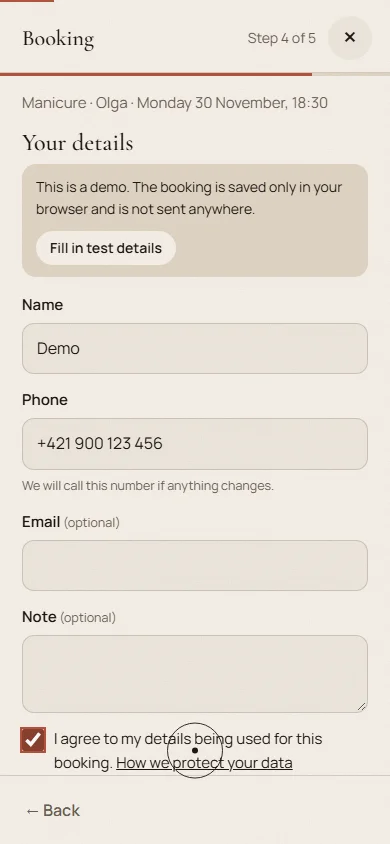 Booking
Step 4 of 5
Manicure · Olga · Monday 30 November, 18:30
Your details
This is a demo. The booking is saved only in your
browser and is not sent anywhere.
Fill in test details
Name
Demo
Phone
+421 900 123 456
We will call this number if anything changes.
Email (optional)
Note (optional)
I agree to my details being used for this
booking. How we protect your data
← Back